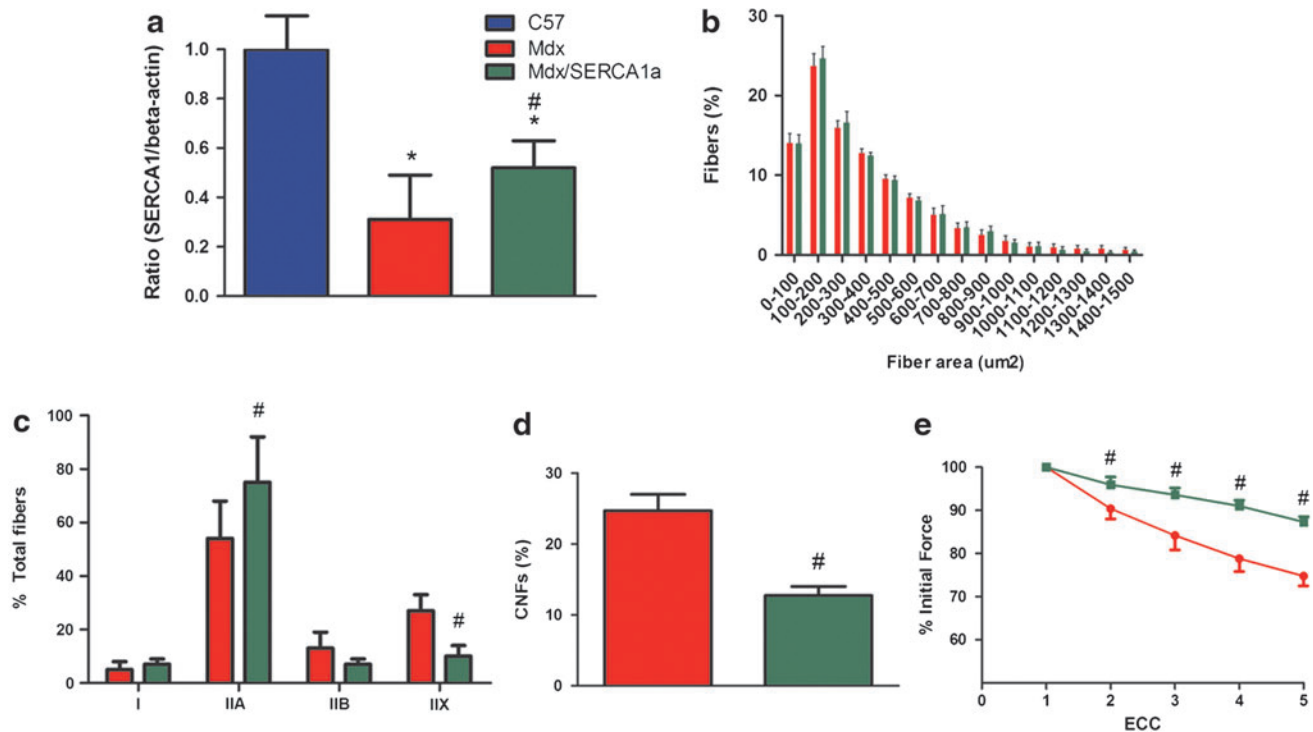 a
C57
Mdx
Mdx/SERCA1a
Ratio (SERCA1/beta-actin)
1.0
0.8
0.6
0.4
0.2
0.0
*
#
*
b
Fibers (%)
30
20
10
0
0-100
100-200
200-300
300-400
400-500
500-600
600-700
700-800
800-900
900-1000
1000-1100
1100-1200
1200-1300
1300-1400
1400-1500
Fiber area (um2)
c
% Total fibers
100
80
60
40
20
0
#
#
I IIA IIB IIX
d
CNFs (%)
30
20
10
0
#
e
% Initial Force
100
90
80
70
60
# # # #
0 1 2 3 4 5
ECC